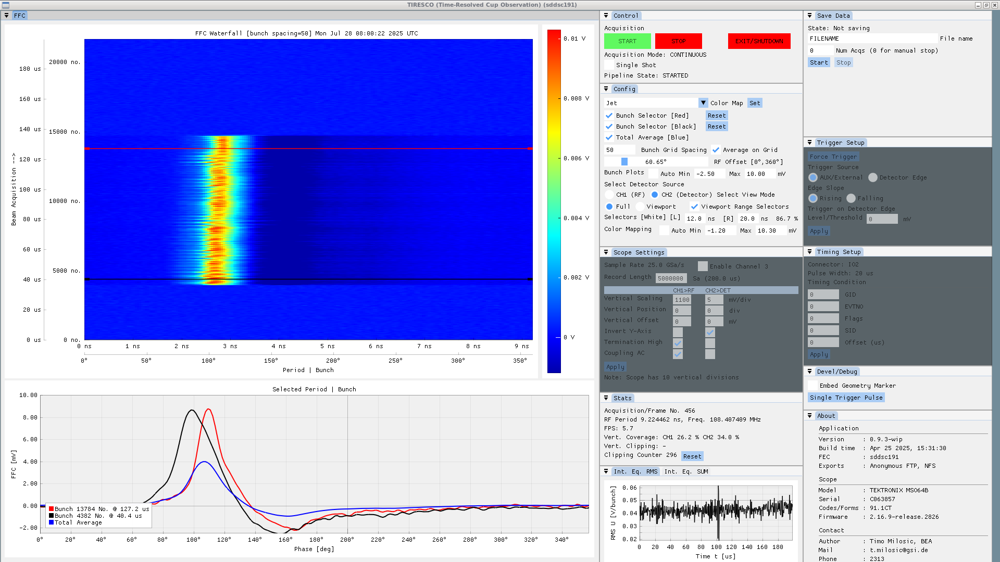 TIRESCO (Time-Resolved Cup Observation) (sddsc191)
FFC
FFC Waterfall [bunch spacing=50] Mon Jul 28 08:00:22 2025 UTC
180 us
160 us
140 us
120 us
100 us
80 us
60 us
40 us
20 us
0 us
Beam Acquisition -->
20000 no.
15000 no.
10000 no.
5000 no.
0 no.
0 ns 1 ns 2 ns 3 ns 4 ns 5 ns 6 ns 7 ns 8 ns 9 ns
0° 50° 100° 150° 200° 250° 300° 350°
Period | Bunch
0.01 V
0.008 V
0.006 V
0.004 V
0.002 V
0 V
Selected Period | Bunch
10.00
8.00
6.00
4.00
2.00
0.00
-2.00
FFC [mV]
Bunch 13784 No. @ 127.2 us
Bunch 4382 No. @ 40.4 us
Total Average
0° 20° 40° 60° 80° 100° 120° 140° 160° 180° 200° 220° 240° 260° 280° 300° 320° 340°
Phase [deg]
Control
Acquisition
START STOP EXIT/SHUTDOWN
Acquisition Mode: CONTINUOUS
Single Shot
Pipeline State: STARTED
Config
Jet Color Map Set
Bunch Selector [Red] Reset
Bunch Selector [Black] Reset
Total Average [Blue]
50 Bunch Grid Spacing Average on Grid
60.65° RF Offset [0°,360°]
Bunch Plots Auto Min -2.50 Max 10.00 mV
Select Detector Source
CH1 (RF) CH2 (Detector) Select View Mode
Full Viewport Viewport Range Selectors
Selectors [White] [L] 12.0 ns [R] 20.0 ns 86.7 %
Color Mapping Auto Min -1.20 Max 10.30 mV
Scope Settings
Sample Rate 25.0 GSa/s Enable Channel 3
Record Length 5000000 Sa (200.0 us)
CH1>RF CH2>DET
Vertical Scaling 1100 5 mV/div
Vertical Position 0 0 div
Vertical Offset 0 0 mV
Invert Y-Axis
Termination High
Coupling AC
Apply
Note: Scope has 10 vertical divisions
Stats
Acquisition/Frame No. 456
RF Period 9.224462 ns, Freq. 108.407409 MHz
FPS: 5.7
Vert. Coverage: CH1 26.2 % CH2 34.0 %
Vert. Clipping: -
Clipping Counter 296 Reset
Int. Eq. RMS Int. Eq. SUM
0.06
0.05
0.04
0.03
0.02
RMS U [V/bunch]
0 20 40 60 80 100 120 140 160 180
Time t [us]
Save Data
State: Not saving
FILENAME File name
0 Num Acqs (0 for manual stop)
Start Stop
Trigger Setup
Force Trigger
Trigger Source
AUX/External Detector Edge
Edge Slope
Rising Falling
Trigger on Detector Edge
Level/Threshold 0 mV
Apply
Timing Setup
Connector: IO2
Pulse Width: 20 us
Timing Condition
0 GID
0 EVTNO
0 Flags
0 SID
0 Offset (us)
Apply
Devel/Debug
Embed Geometry Marker
Single Trigger Pulse
About
Application
Version : 0.9.3-wip
Build time : Apr 25 2025, 15:31:30
FEC : sddsc191
Exports : Anonymous FTP, NFS
Scope
Model : TEKTRONIX MSO64B
Serial : C063857
Codes/Forms : 91.1CT
Firmware : 2.16.9-release.2826
Contact
Author : Timo Milosic, BEA
Mail : t.milosic@gsi.de
Phone : 2313